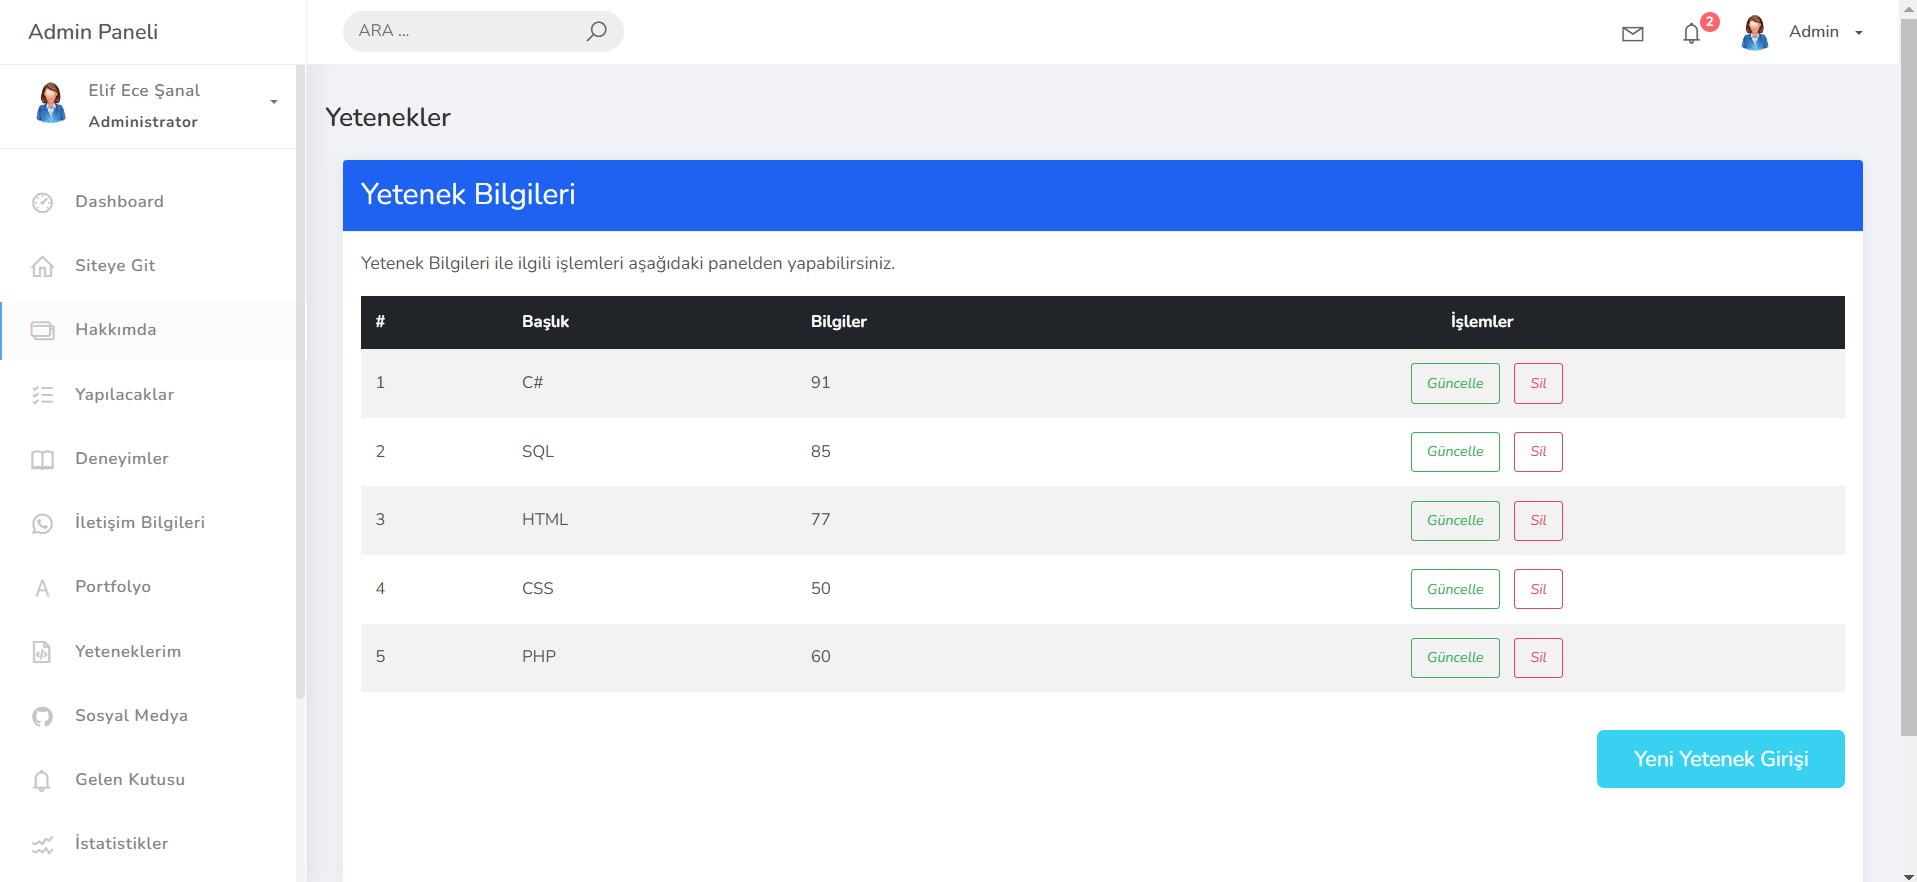 Admin Paneli
ARA ...
2
Admin
Elif Ece Şanal
Administrator
Dashboard
Siteye Git
Hakkımda
Yapılacaklar
Deneyimler
İletişim Bilgileri
Portfolyo
Yeteneklerim
Sosyal Medya
Gelen Kutusu
İstatistikler
Yetenekler
Yetenek Bilgileri
Yetenek Bilgileri ile ilgili işlemleri aşağıdaki panelden yapabilirsiniz.
# Başlık Bilgiler İşlemler
1 C# 91 Güncelle Sil
2 SQL 85 Güncelle Sil
3 HTML 77 Güncelle Sil
4 CSS 50 Güncelle Sil
5 PHP 60 Güncelle Sil
Yeni Yetenek Girişi